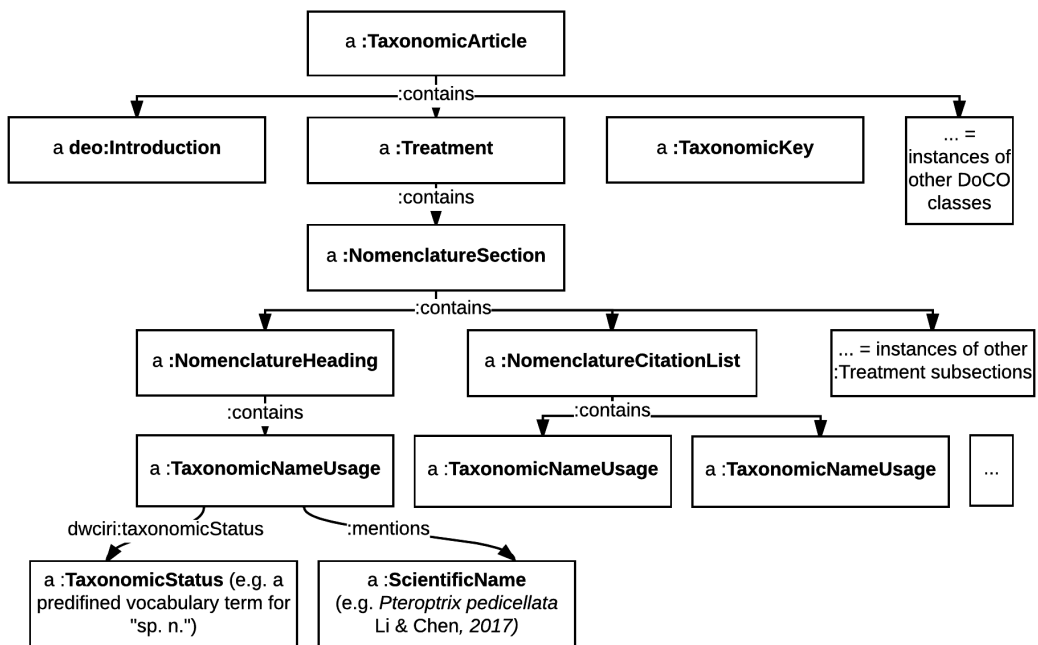 a :TaxonomicArticle
:contains
a deo:Introduction
a :Treatment
a :TaxonomicKey
... =
instances of
other DoCO
classes
:contains
a :NomenclatureSection
:contains
a :NomenclatureHeading
a :NomenclatureCitationList
... = instances of other
:Treatment subsections
:contains
:contains
a :TaxonomicNameUsage
a :TaxonomicNameUsage
a :TaxonomicNameUsage
...
dwciri:taxonomicStatus
:mentions
a :TaxonomicStatus (e.g. a
predifined vocabulary term for
"sp. n.")
a :ScientificName
(e.g. Pteroptrix pedicellata
Li & Chen, 2017)